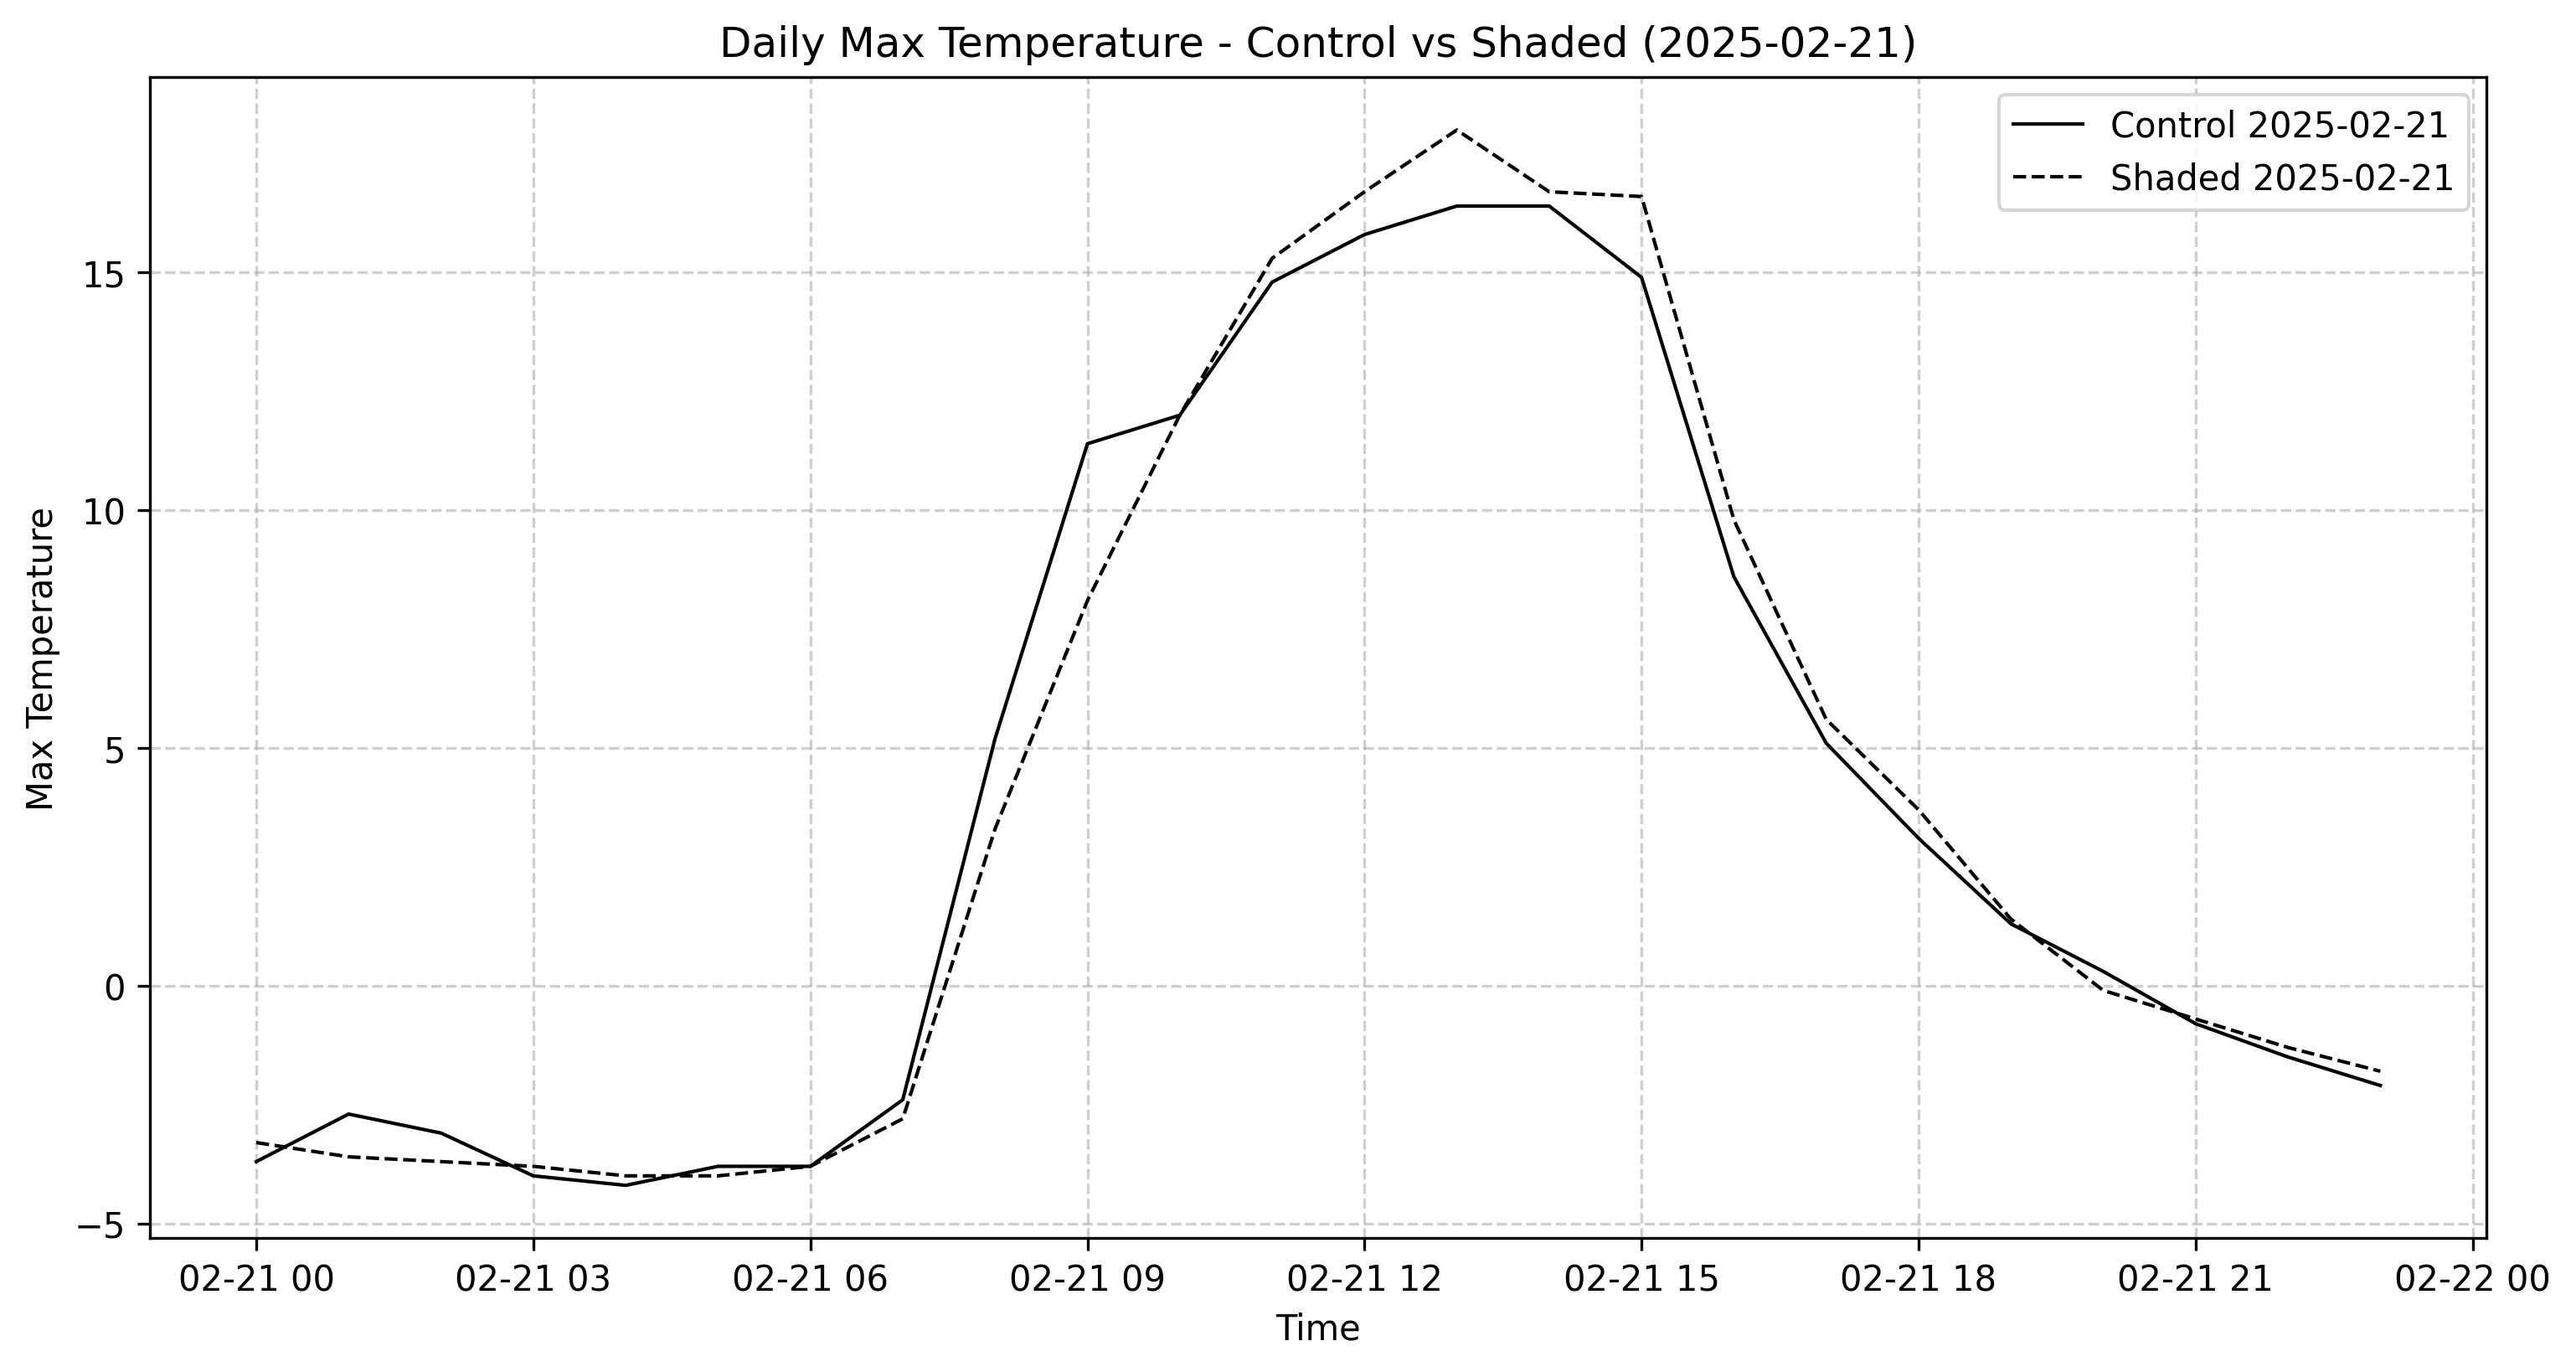 Daily Max Temperature - Control vs Shaded (2025-02-21)
Control 2025-02-21
Shaded 2025-02-21
Max Temperature
15
10
5
0
−5
02-21 00 02-21 03 02-21 06 02-21 09 02-21 12 02-21 15 02-21 18 02-21 21 02-22 00
Time